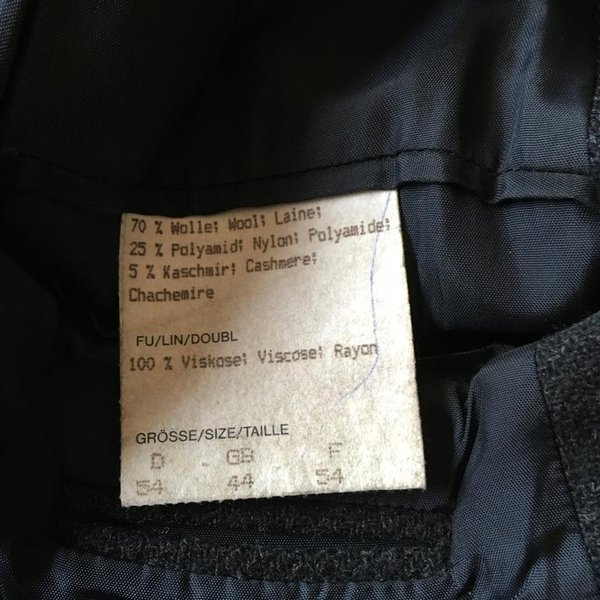 70 % Wolle; Wool; Laine;
25 % Polyamid; Nylon; Polyamide;
5 % Kaschmir; Cashmere;
Chachemire
FU/LIN/DOUBL
100 % Viskose; Viscose; Rayon
GRÖSSE/SIZE/TAILLE
D GB F
54 44 54